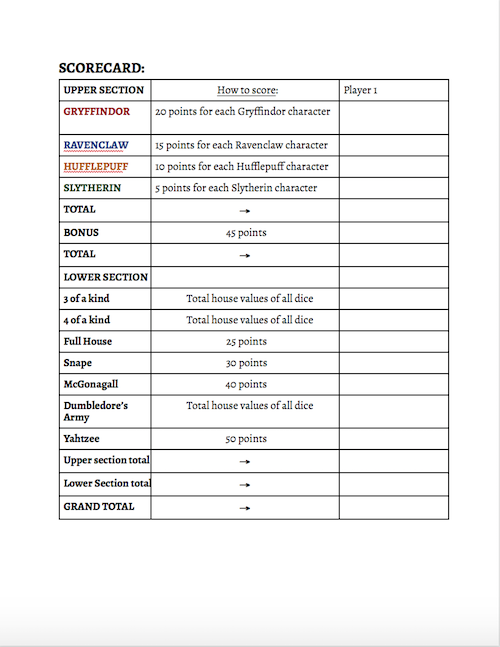 SCORECARD:
UPPER SECTION How to score: Player 1
GRYFFINDOR 20 points for each Gryffindor character
RAVENCLAW 15 points for each Ravenclaw character
HUFFLEPUFF 10 points for each Hufflepuff character
SLYTHERIN 5 points for each Slytherin character
TOTAL →
BONUS 45 points
TOTAL →
LOWER SECTION
3 of a kind Total house values of all dice
4 of a kind Total house values of all dice
Full House 25 points
Snape 30 points
McGonagall 40 points
Dumbledore's Total house values of all dice
Army
Yahtzee 50 points
Upper section total →
Lower Section total →
GRAND TOTAL →